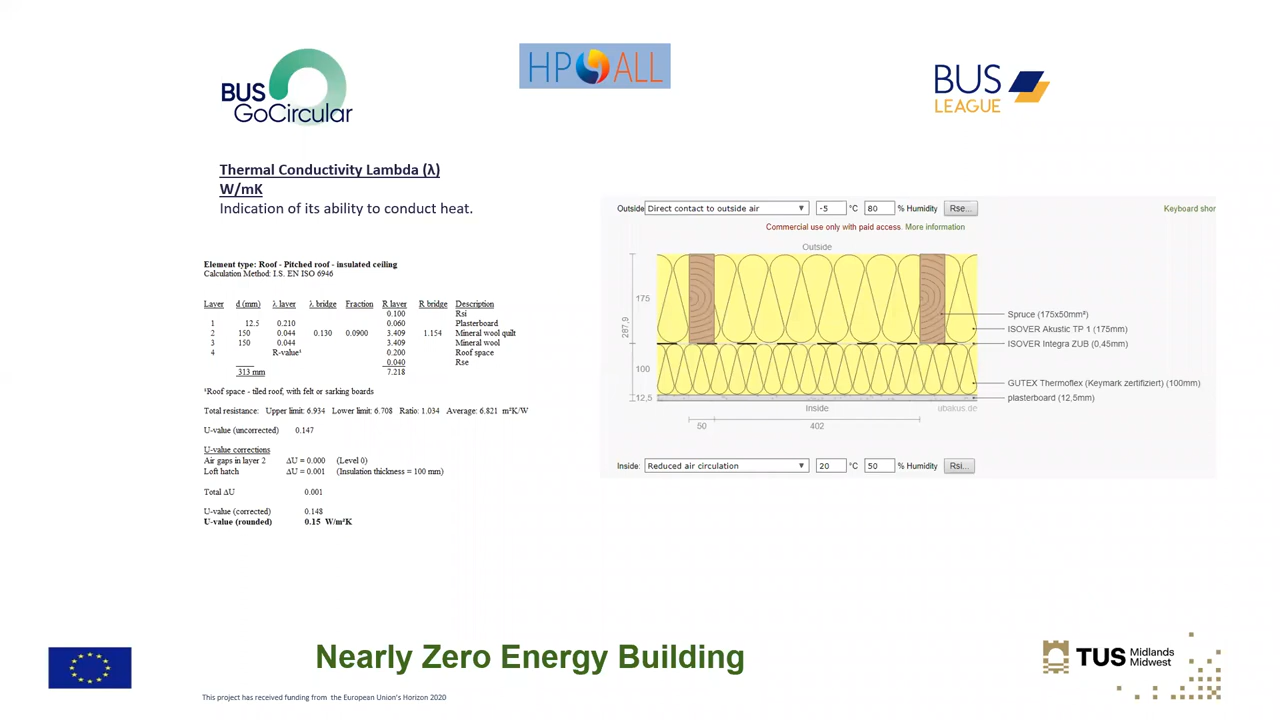 BUS
GoCircular
HP ALL
BUS
LEAGUE
Thermal Conductivity Lambda (λ)
W/mK
Indication of its ability to conduct heat.
Element type: Roof - Pitched roof - insulated ceiling
Calculation Method: I.S. EN ISO 6946
Layer d (mm) λ layer λ bridge Fraction R layer R bridge Description
0.100 Rsi
1 12.5 0.210 0.060 Plasterboard
2 150 0.044 0.130 0.0900 3.409 1.154 Mineral wool quilt
3 150 0.044 3.409 Mineral wool
4 R-value¹ 0.200 Roof space
0.040 Rse
313 mm 7.218
¹Roof space - tiled roof, with felt or sarking boards
Total resistance: Upper limit: 6.934 Lower limit: 6.708 Ratio: 1.034 Average: 6.821 m²K/W
U-value (uncorrected) 0.147
U-value corrections
Air gaps in layer 2 ΔU = 0.000 (Level 0)
Loft hatch ΔU = 0.001 (Insulation thickness = 100 mm)
Total ΔU 0.001
U-value (corrected) 0.148
U-value (rounded) 0.15 W/m²K
Outside Direct contact to outside air -5 °C 80 % Humidity Rse...
Keyboard shor
Commercial use only with paid access More information
Outside
175
287,9
100
12,5
Spruce (175x50mm²)
ISOVER Akustic TP 1 (175mm)
ISOVER Integra ZUB (0,45mm)
GUTEX Thermoflex (Keymark zertifiziert) (100mm)
plasterboard (12,5mm)
Inside
ubakus.de
50 402
Inside: Reduced air circulation 20 °C 50 % Humidity Rsi...
Nearly Zero Energy Building
This project has received funding from the European Union's Horizon 2020
TUS Midlands
Midwest